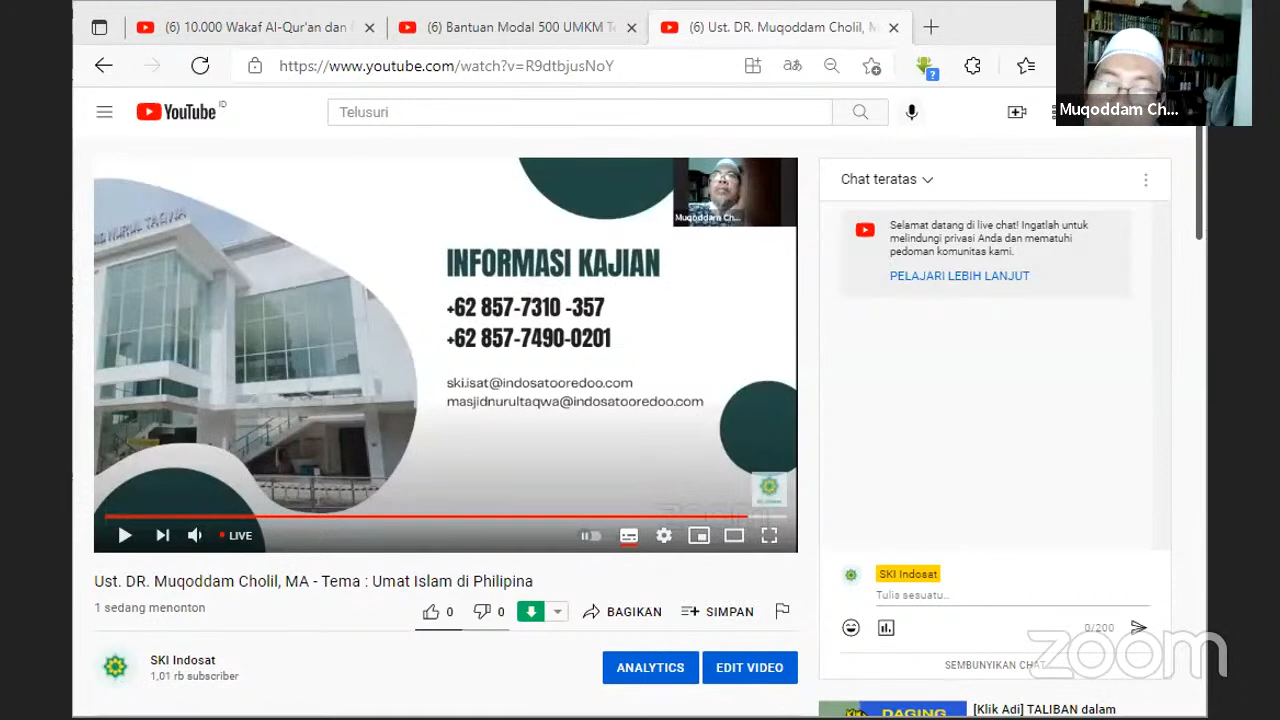 (6) 10.000 Wakaf Al-Qur'an dan
(6) Bantuan Modal 500 UMKM
(6) Ust. DR. Muqoddam Cholil, M
https://www.youtube.com/watch?v=R9dtbjusNoY
Muqoddam Ch...
YouTube ID
Telusuri
Chat teratas
Selamat datang di live chat! Ingatlah untuk
melindungi privasi Anda dan mematuhi
pedoman komunitas kami.
PELAJARI LEBIH LANJUT
NURUL TAQWA
Muqoddam Ch...
INFORMASI KAJIAN
+62 857-7310 -357
+62 857-7490-0201
ski.isat@indosatooredoo.com
masjidnurultaqwa@indosatooredoo.com
LIVE
Ust. DR. Muqoddam Cholil, MA - Tema : Umat Islam di Philipina
1 sedang menonton
0
0
BAGIKAN
SIMPAN
SKI Indosat
1,01 rb subscriber
ANALYTICS
EDIT VIDEO
SKI Indosat
Tulis sesuatu..
0/200
SEMBUNYIKAN CHAT
zoom
DAGING
[Klik Adi] TALIBAN dalam